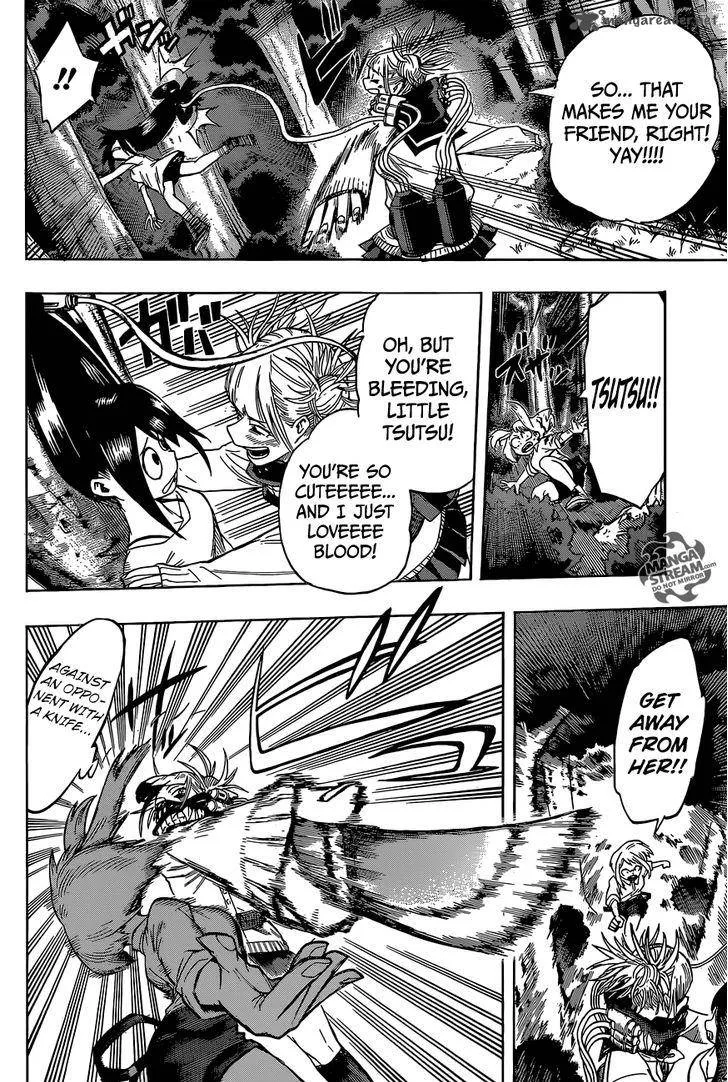 mangareader.net
SO... THAT
MAKES ME YOUR
FRIEND, RIGHT!
YAY!!!!
!!
TSUTSU!!
OH, BUT
YOU'RE
BLEEDING,
LITTLE
TSUTSU!
YOU'RE SO
CUTEEEEE...
AND I JUST
LOVEEEE
BLOOD!
MANGA
STREAM.com
DO NOT MIRROR
GET
AWAY
FROM
HER!!
AGAINST
AN OPPO-
NENT WITH
A KNIFE...